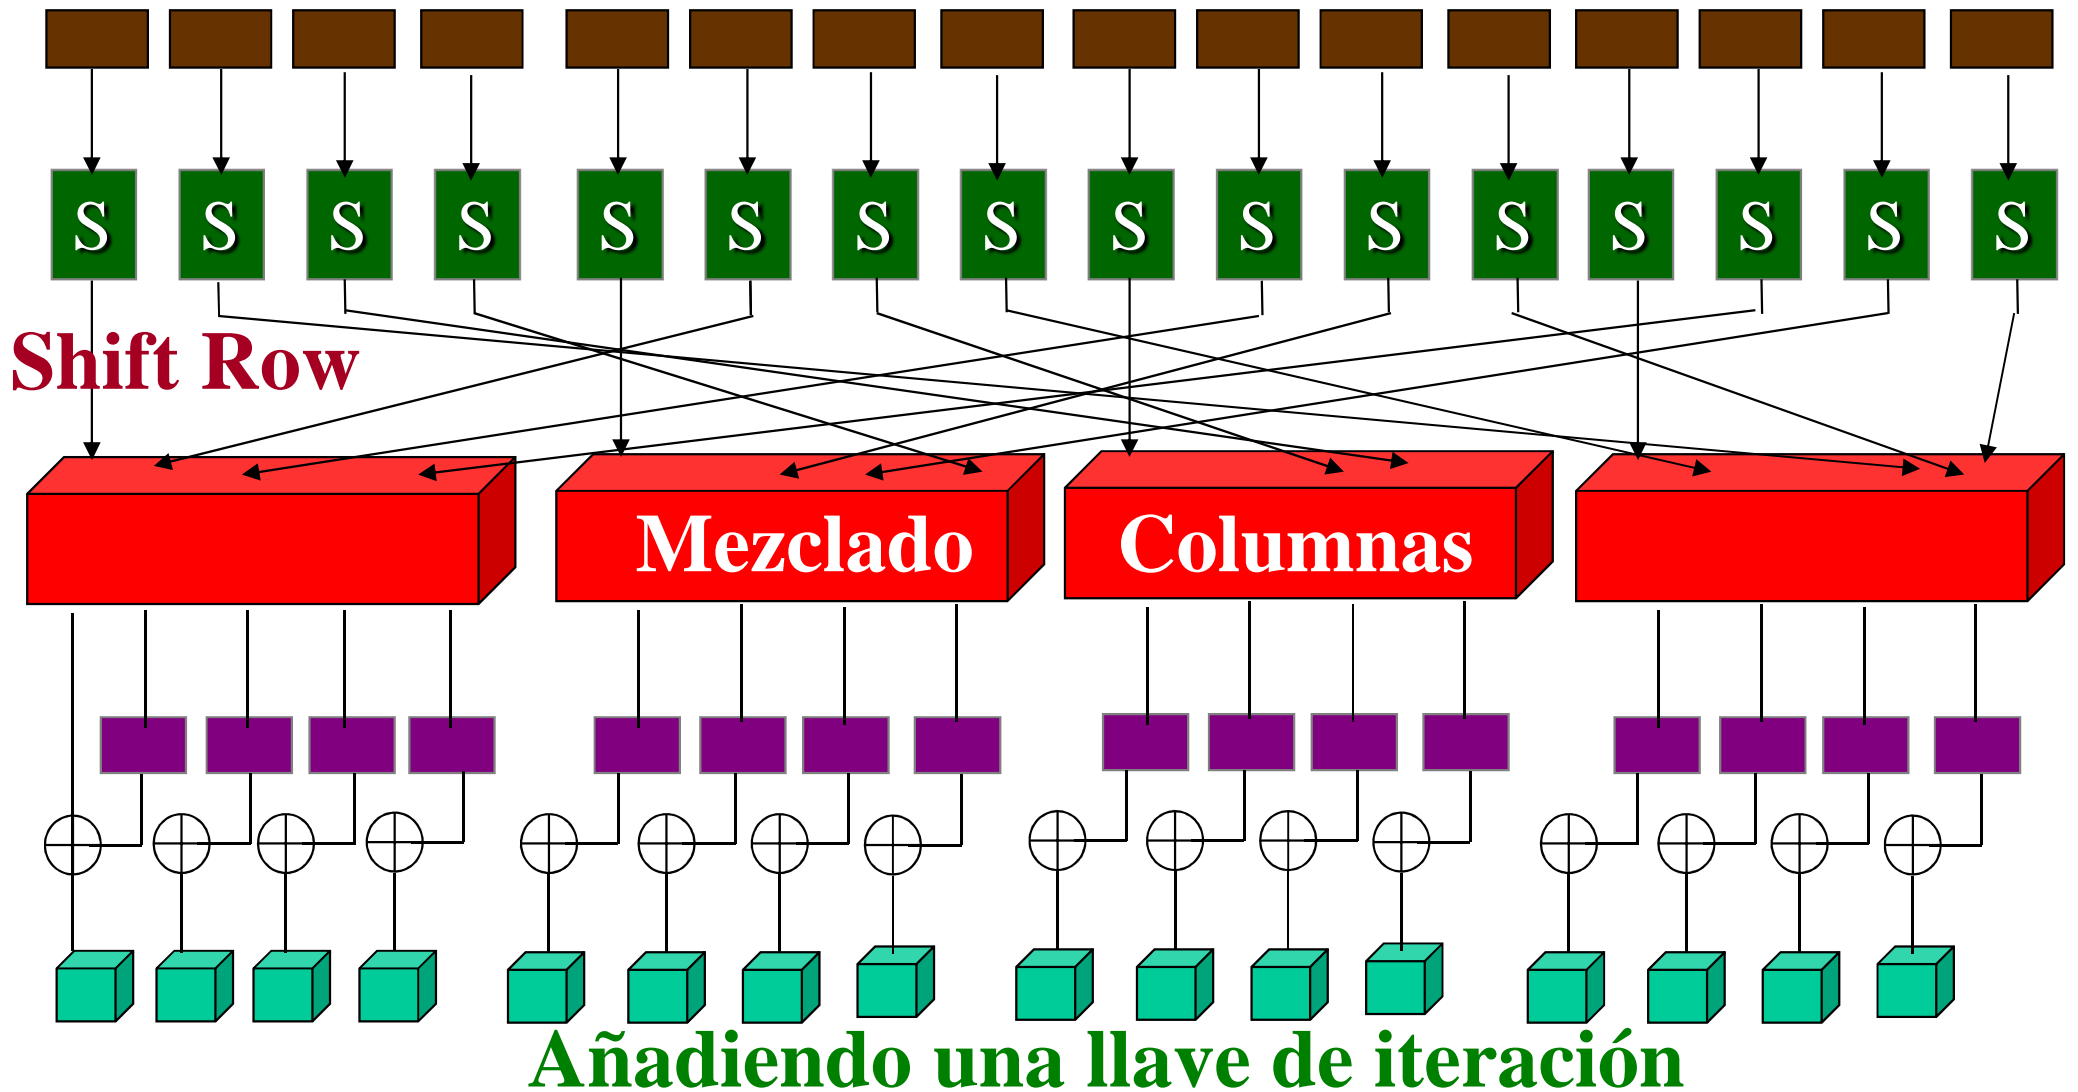 S S S S S S S S S S S S S S S S
Shift Row
Mezclado Columnas
Añadiendo una llave de iteración